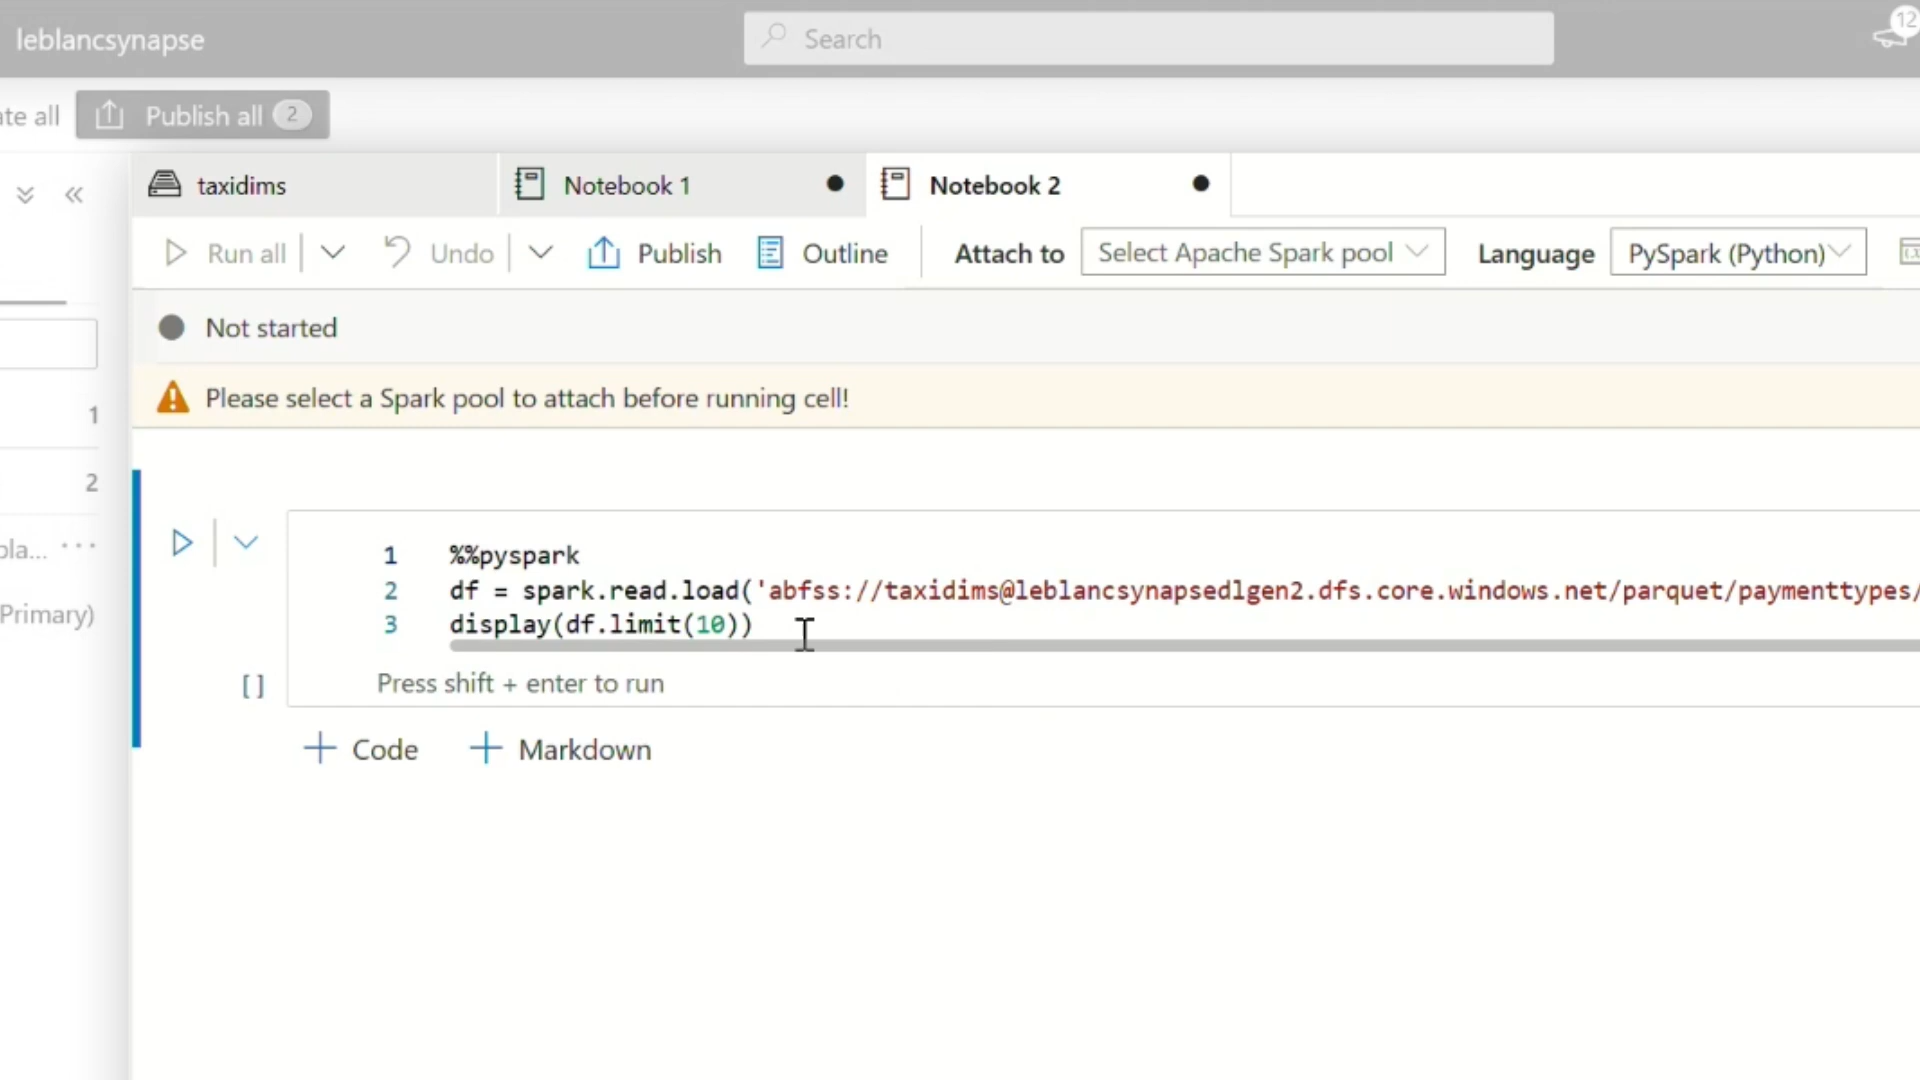 leblancsynapse
Search
12
te all
Publish all 2
taxidims
Notebook 1
Notebook 2
Run all
Undo
Publish
Outline
Attach to
Select Apache Spark pool
Language
PySpark (Python)
Not started
Please select a Spark pool to attach before running cell!
1
2
Primary)
1 %%pyspark
2 df = spark.read.load('abfss://taxidims@leblancsynapsedlgen2.dfs.core.windows.net/parquet/paymenttypes/
3 display(df.limit(10))
[ ]
Press shift + enter to run
Code
Markdown